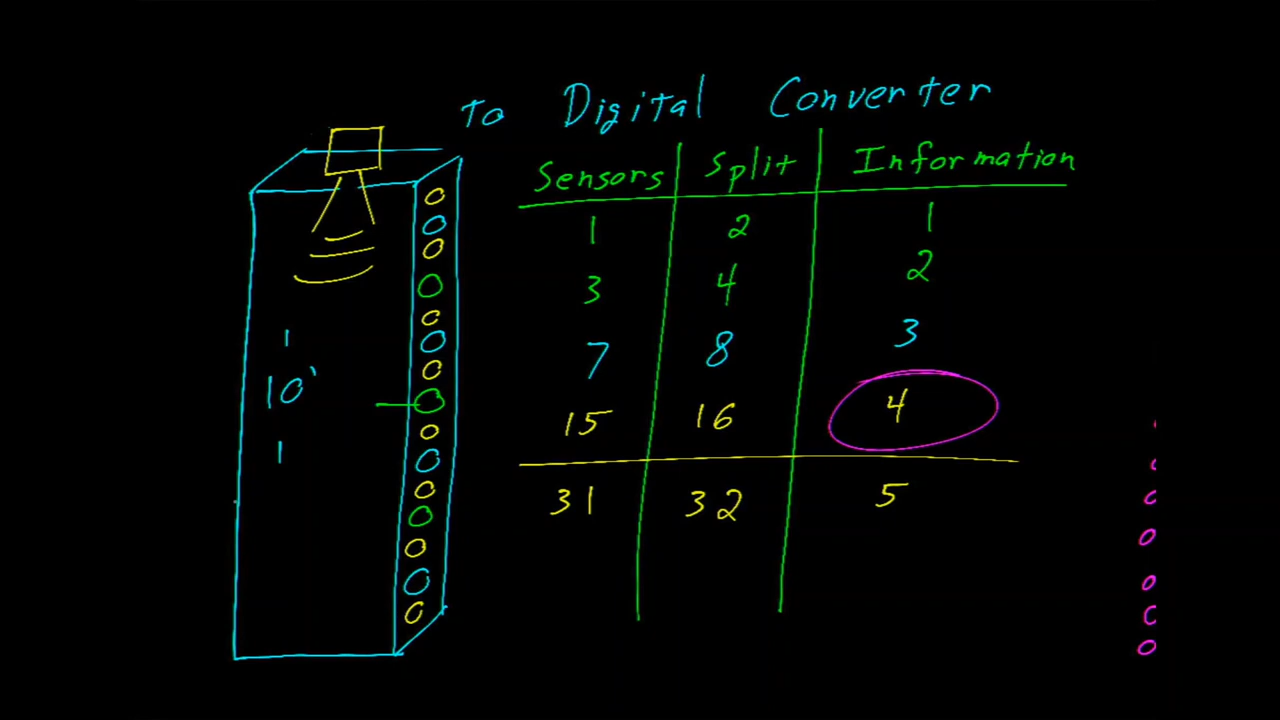 to Digital Converter
Sensors Split Information
1 2 1
3 4 2
7 8 3
15 16 4
31 32 5
10'